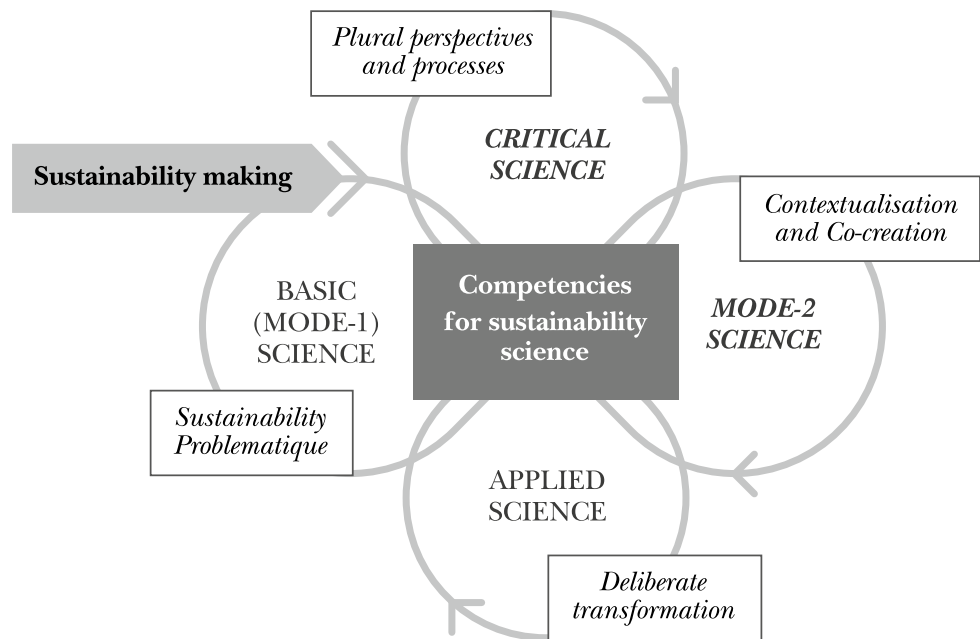 Plural perspectives
and processes
CRITICAL
SCIENCE
Sustainability making
Contextualisation
and Co-creation
BASIC
(MODE-1)
SCIENCE
Competencies
for sustainability
science
MODE-2
SCIENCE
Sustainability
Problematique
APPLIED
SCIENCE
Deliberate
transformation